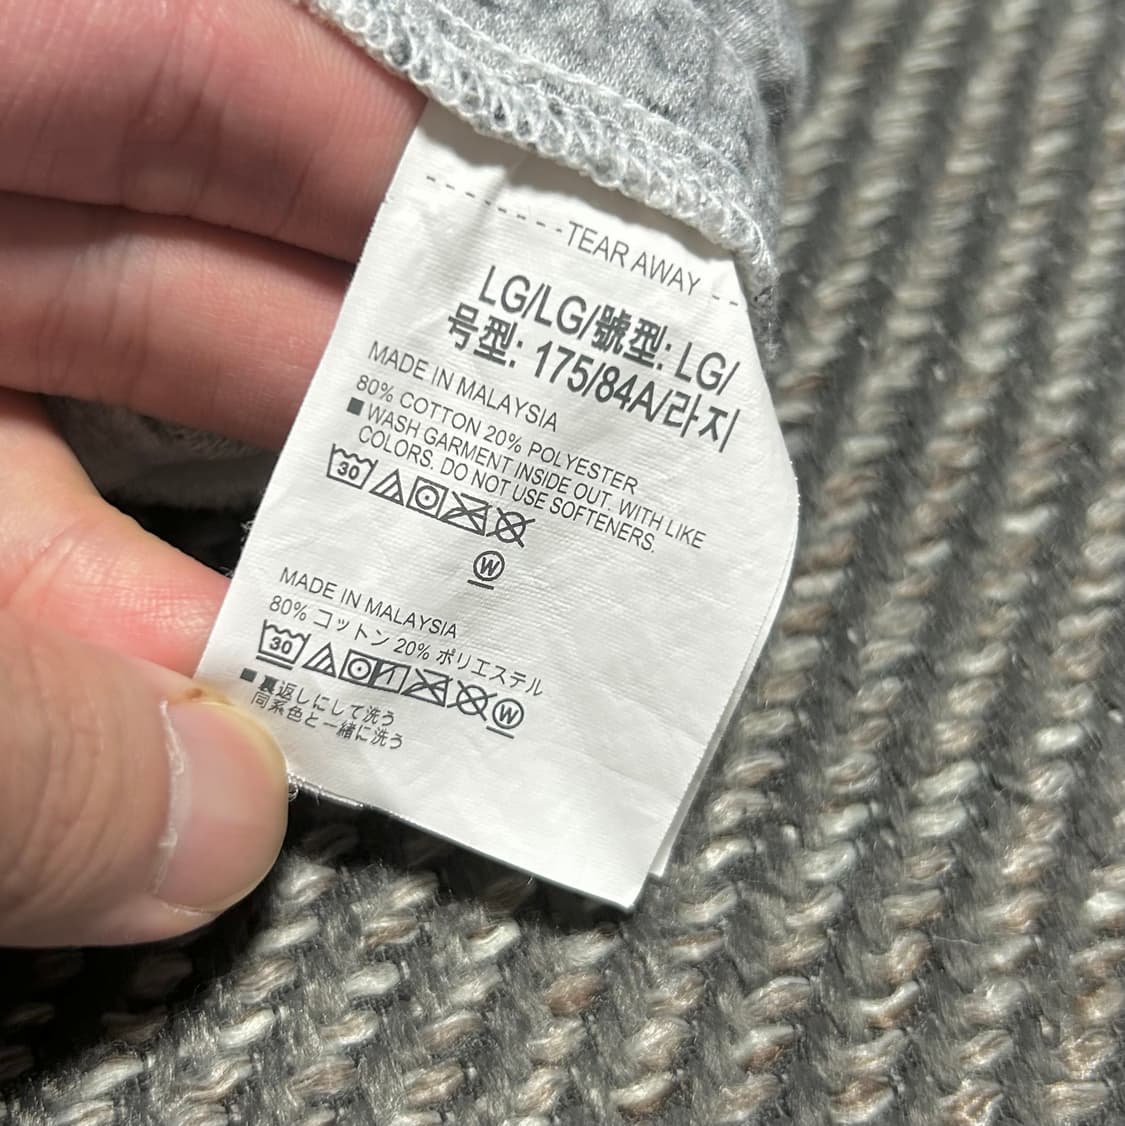 TEAR AWAY
LG/LG/號型: LG/
号型: 175/84A/라지
MADE IN MALAYSIA
80% COTTON 20% POLYESTER
■ WASH GARMENT INSIDE OUT. WITH LIKE
COLORS. DO NOT USE SOFTENERS.
30
W
MADE IN MALAYSIA
80% コットン 20% ポリエステル
30 W
■ 裏返しにして洗う
同系色と一緒に洗う